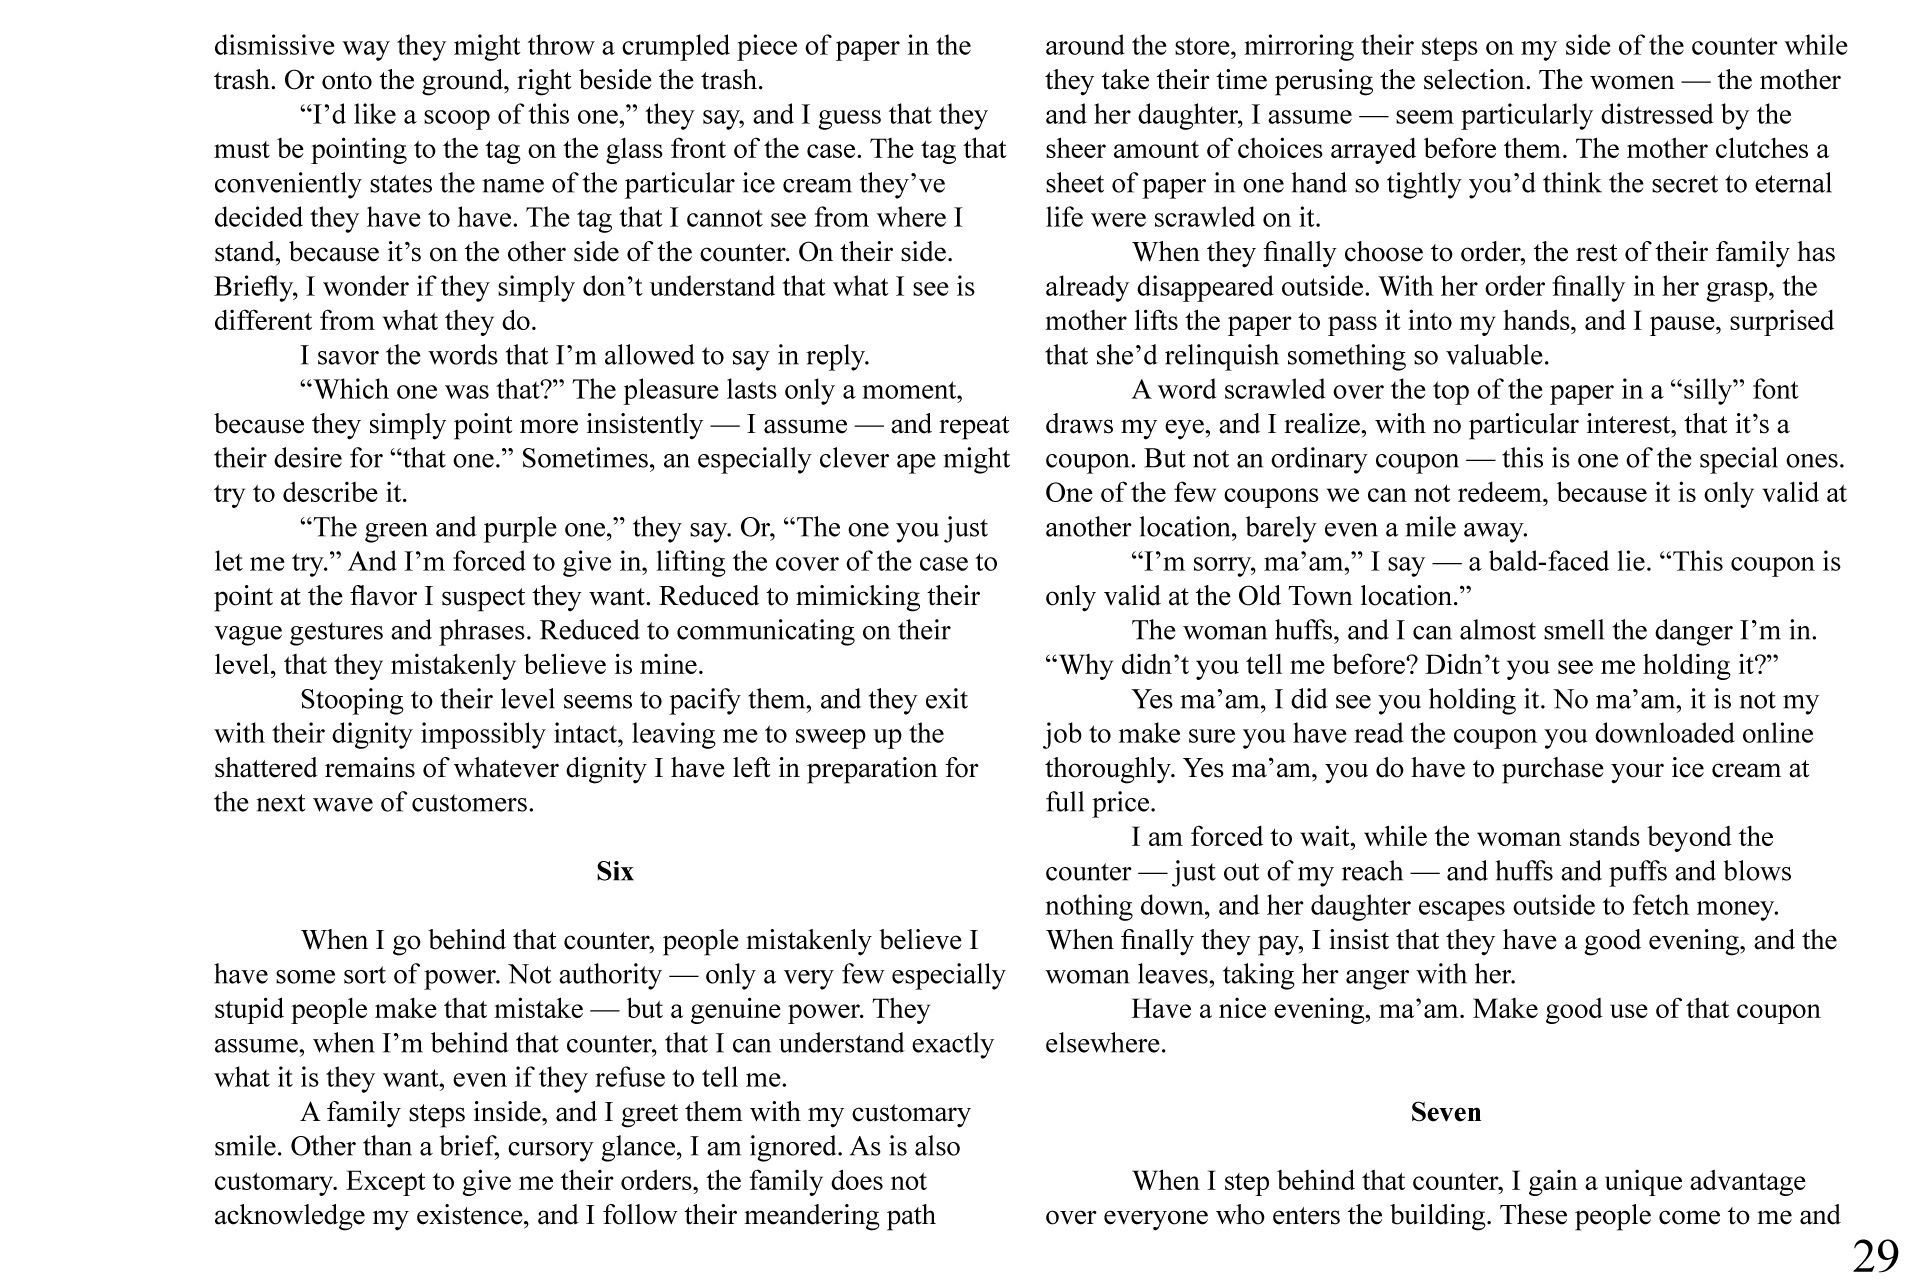 dismissive way they might throw a crumpled piece of paper in the
trash. Or onto the ground, right beside the trash.
“I’d like a scoop of this one,” they say, and I guess that they
must be pointing to the tag on the glass front of the case. The tag that
conveniently states the name of the particular ice cream they’ve
decided they have to have. The tag that I cannot see from where I
stand, because it’s on the other side of the counter. On their side.
Briefly, I wonder if they simply don’t understand that what I see is
different from what they do.
I savor the words that I’m allowed to say in reply.
“Which one was that?” The pleasure lasts only a moment,
because they simply point more insistently — I assume — and repeat
their desire for “that one.” Sometimes, an especially clever ape might
try to describe it.
“The green and purple one,” they say. Or, “The one you just
let me try.” And I’m forced to give in, lifting the cover of the case to
point at the flavor I suspect they want. Reduced to mimicking their
vague gestures and phrases. Reduced to communicating on their
level, that they mistakenly believe is mine.
Stooping to their level seems to pacify them, and they exit
with their dignity impossibly intact, leaving me to sweep up the
shattered remains of whatever dignity I have left in preparation for
the next wave of customers.
Six
When I go behind that counter, people mistakenly believe I
have some sort of power. Not authority — only a very few especially
stupid people make that mistake — but a genuine power. They
assume, when I’m behind that counter, that I can understand exactly
what it is they want, even if they refuse to tell me.
A family steps inside, and I greet them with my customary
smile. Other than a brief, cursory glance, I am ignored. As is also
customary. Except to give me their orders, the family does not
acknowledge my existence, and I follow their meandering path
around the store, mirroring their steps on my side of the counter while
they take their time perusing the selection. The women — the mother
and her daughter, I assume — seem particularly distressed by the
sheer amount of choices arrayed before them. The mother clutches a
sheet of paper in one hand so tightly you’d think the secret to eternal
life were scrawled on it.
When they finally choose to order, the rest of their family has
already disappeared outside. With her order finally in her grasp, the
mother lifts the paper to pass it into my hands, and I pause, surprised
that she’d relinquish something so valuable.
A word scrawled over the top of the paper in a “silly” font
draws my eye, and I realize, with no particular interest, that it’s a
coupon. But not an ordinary coupon — this is one of the special ones.
One of the few coupons we can not redeem, because it is only valid at
another location, barely even a mile away.
“I’m sorry, ma’am,” I say — a bald-faced lie. “This coupon is
only valid at the Old Town location.”
The woman huffs, and I can almost smell the danger I’m in.
“Why didn’t you tell me before? Didn’t you see me holding it?”
Yes ma’am, I did see you holding it. No ma’am, it is not my
job to make sure you have read the coupon you downloaded online
thoroughly. Yes ma’am, you do have to purchase your ice cream at
full price.
I am forced to wait, while the woman stands beyond the
counter — just out of my reach — and huffs and puffs and blows
nothing down, and her daughter escapes outside to fetch money.
When finally they pay, I insist that they have a good evening, and the
woman leaves, taking her anger with her.
Have a nice evening, ma’am. Make good use of that coupon
elsewhere.
Seven
When I step behind that counter, I gain a unique advantage
over everyone who enters the building. These people come to me and
29